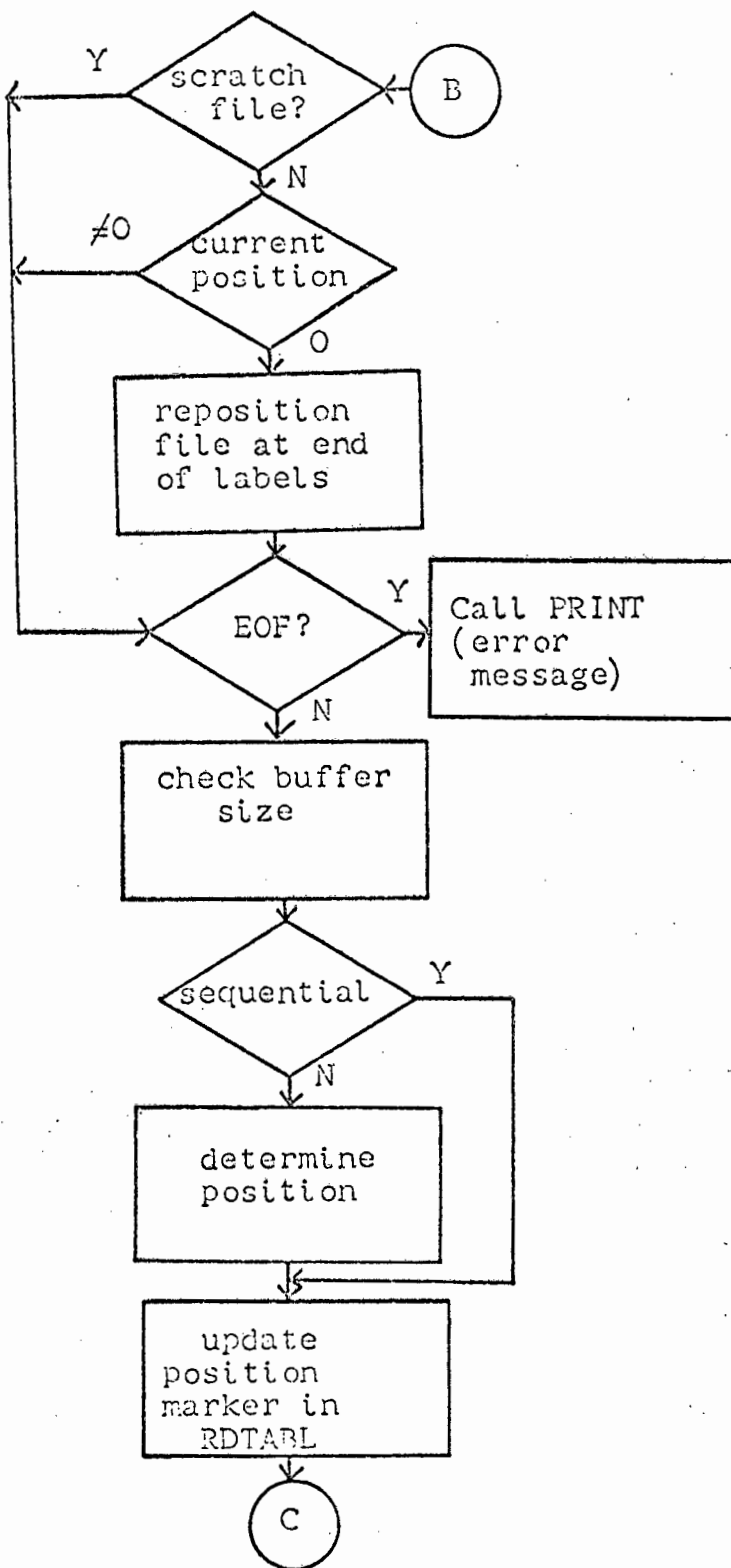 Y
scratch
file?
B
N
≠0
current
position
0
reposition
file at end
of labels
EOF?
Y
Call PRINT
(error
message)
N
check buffer
size
sequential
Y
N
determine
position
update
position
marker in
RDTABL
C